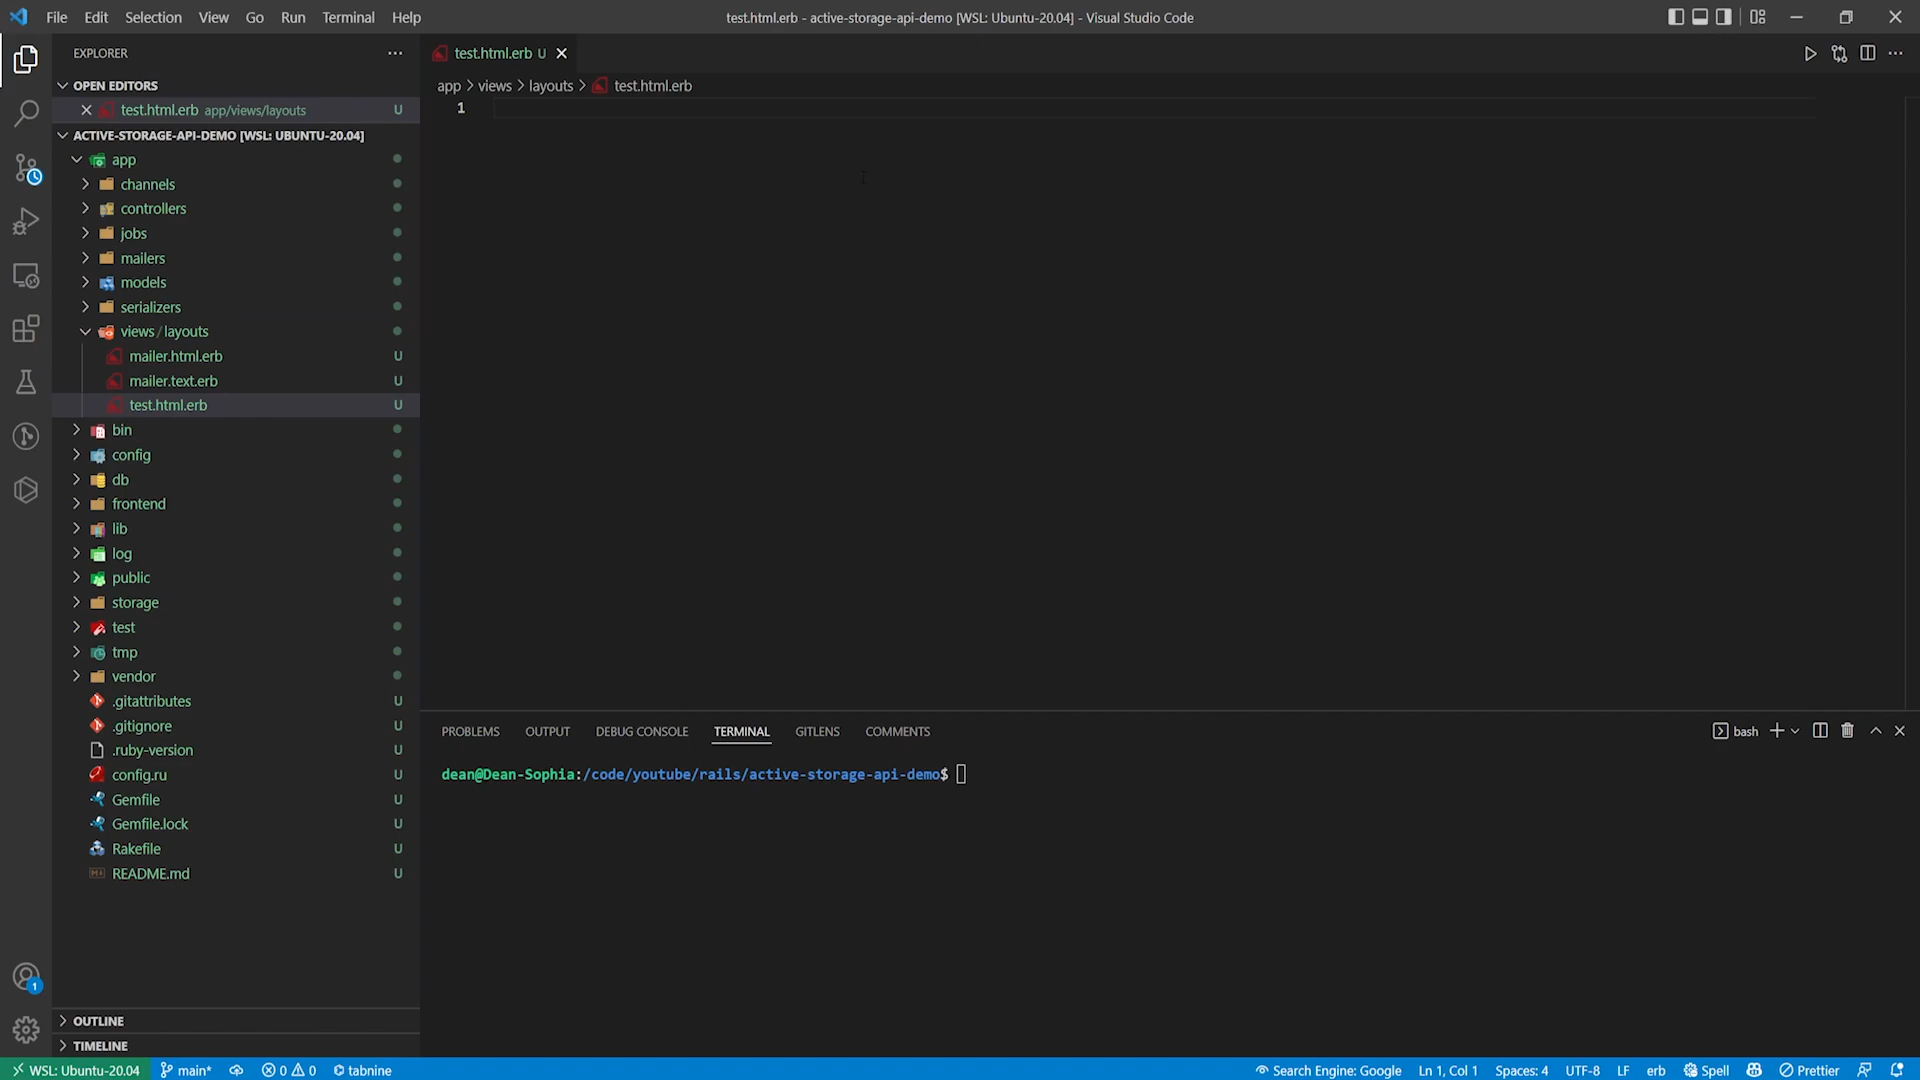 File Edit Selection View Go Run Terminal Help
test.html.erb - active-storage-api-demo [WSL: Ubuntu-20.04] - Visual Studio Code
EXPLORER
test.html.erb U
OPEN EDITORS
app views layouts test.html.erb
test.html.erb app/views/layouts U
1
ACTIVE-STORAGE-API-DEMO [WSL: UBUNTU-20.04]
app
channels
controllers
jobs
mailers
models
serializers
views/layouts
mailer.html.erb U
mailer.text.erb U
test.html.erb U
bin
config
db
frontend
lib
log
public
storage
test
tmp
vendor
.gitattributes U
.gitignore U
.ruby-version U
config.ru U
Gemfile U
Gemfile.lock U
Rakefile U
README.md U
OUTLINE
TIMELINE
PROBLEMS OUTPUT DEBUG CONSOLE TERMINAL GITLENS COMMENTS
bash
dean@Dean-Sophia:/code/youtube/rails/active-storage-api-demo$
1
WSL: Ubuntu-20.04 main* 0 0 tabnine
Search Engine: Google Ln 1, Col 1 Spaces: 4 UTF-8 LF erb Spell Prettier